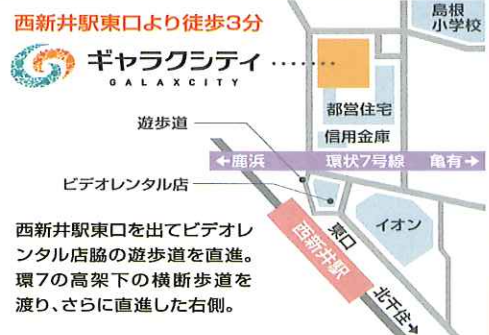 西新井駅東口より徒歩3分
ギャラクシティ
GALAXCITY
島根
小学校
都営住宅
信用金庫
遊歩道
←鹿浜 環状7号線 亀有→
ビデオレンタル店
イオン
東口
西新井駅
北千住→
西新井駅東口を出てビデオレ
ンタル店脇の遊歩道を直進。
環7の高架下の横断歩道を
渡り、さらに直進した右側。